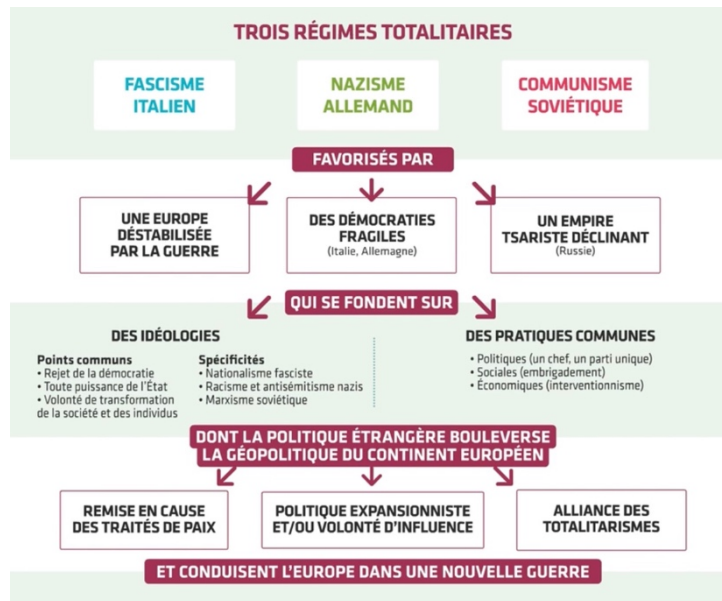 TROIS RÉGIMES TOTALITAIRES
FASCISME
ITALIEN
NAZISME
ALLEMAND
COMMUNISME
SOVIÉTIQUE
FAVORISÉS PAR
UNE EUROPE
DÉSTABILISÉE
PAR LA GUERRE
DES DÉMOCRATIES
FRAGILES
(Italie, Allemagne)
UN EMPIRE
TSARISTE DÉCLINANT
(Russie)
QUI SE FONDENT SUR
DES IDÉOLOGIES
Points communs
• Rejet de la démocratie
• Toute puissance de l'État
• Volonté de transformation
de la société et des individus
Spécificités
• Nationalisme fasciste
• Racisme et antisémitisme nazis
• Marxisme soviétique
DES PRATIQUES COMMUNES
• Politiques (un chef, un parti unique)
• Sociales (embrigadement)
• Économiques (interventionnisme)
DONT LA POLITIQUE ÉTRANGÈRE BOULEVERSE
LA GÉOPOLITIQUE DU CONTINENT EUROPÉEN
REMISE EN CAUSE
DES TRAITÉS DE PAIX
POLITIQUE EXPANSIONNISTE
ET/OU VOLONTÉ D'INFLUENCE
ALLIANCE DES
TOTALITARISMES
ET CONDUISENT L'EUROPE DANS UNE NOUVELLE GUERRE